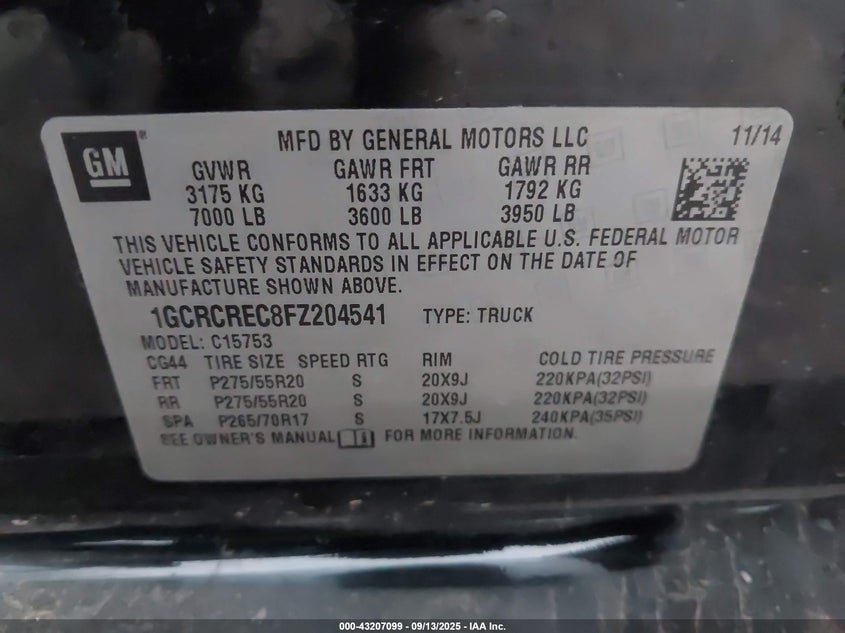 GM
MFD BY GENERAL MOTORS LLC 11/14
GVWR GAWR FRT GAWR RR
3175 KG 1633 KG 1792 KG
7000 LB 3600 LB 3950 LB
THIS VEHICLE CONFORMS TO ALL APPLICABLE U.S. FEDERAL MOTOR
VEHICLE SAFETY STANDARDS IN EFFECT ON THE DATE OF
MANUFACTURE SHOWN ABOVE.
1GCRCREC8FZ204541 TYPE: TRUCK
MODEL: C15753
CG44 TIRE SIZE SPEED RTG RIM COLD TIRE PRESSURE
FRT P275/55R20 S 20X9J 220KPA(32PSI)
RR P275/55R20 S 20X9J 220KPA(32PSI)
SPA P265/70R17 S 17X7.5J 240KPA(35PSI)
SEE OWNER'S MANUAL FOR MORE INFORMATION.
000-43207099 - 09/13/2025 - IAA Inc.